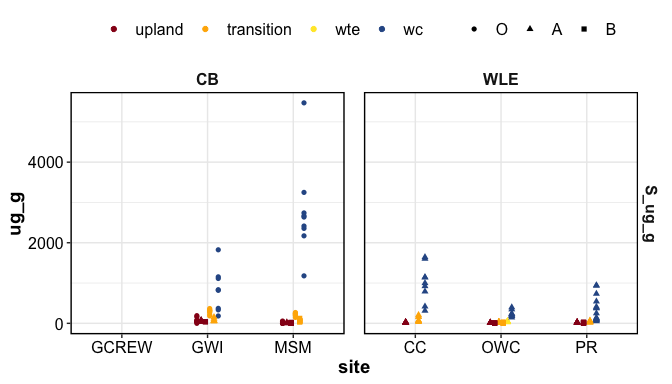 upland transition wte wc O A B
CB WLE
ug_g
4000
2000
0
S_ug_g
GCREW GWI MSM CC OWC PR
site